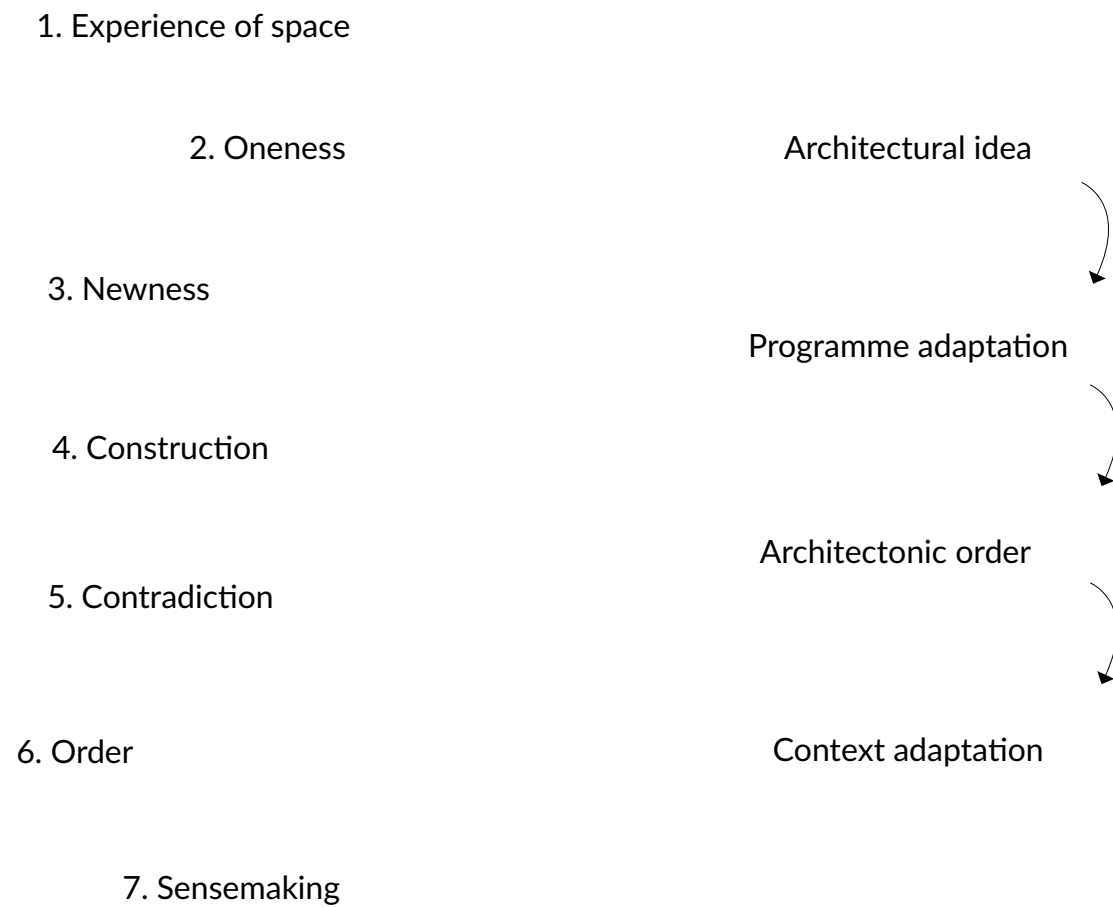 1. Experience of space
2. Oneness
3. Newness
4. Construction
5. Contradiction
6. Order
7. Sensemaking
Architectural idea
Programme adaptation
Architectonic order
Context adaptation